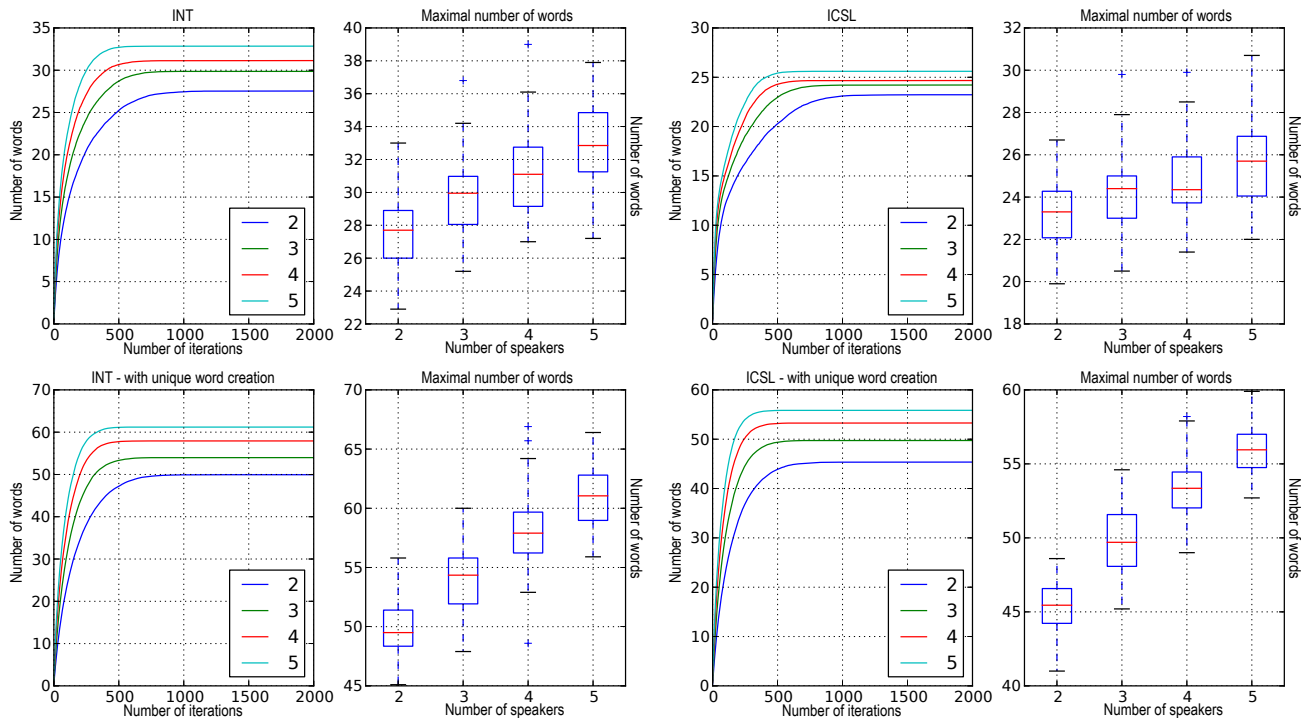 INT
Number of words
35
30
25
20
15
10
5
0
2
3
4
5
0 500 1000 1500 2000
Number of iterations
Maximal number of words
40
38
36
34
32
30
28
26
24
22
2 3 4 5
Number of speakers
Number of words
ICSL
Number of words
30
25
20
15
10
5
0
2
3
4
5
0 500 1000 1500 2000
Number of iterations
Maximal number of words
32
30
28
26
24
22
20
18
2 3 4 5
Number of speakers
Number of words
INT - with unique word creation
Number of words
70
60
50
40
30
20
10
0
2
3
4
5
0 500 1000 1500 2000
Number of iterations
Maximal number of words
70
65
60
55
50
45
2 3 4 5
Number of speakers
Number of words
ICSL - with unique word creation
Number of words
60
50
40
30
20
10
0
2
3
4
5
0 500 1000 1500 2000
Number of iterations
Maximal number of words
60
55
50
45
40
2 3 4 5
Number of speakers
Number of words